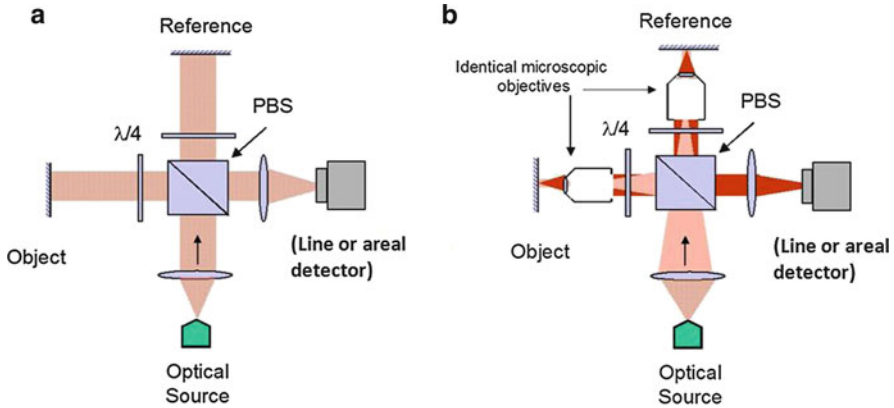 a
Reference
PBS
λ/4
Object
(Line or areal
detector)
Optical
Source
b
Reference
Identical microscopic
objectives
PBS
λ/4
Object
(Line or areal
detector)
Optical
Source